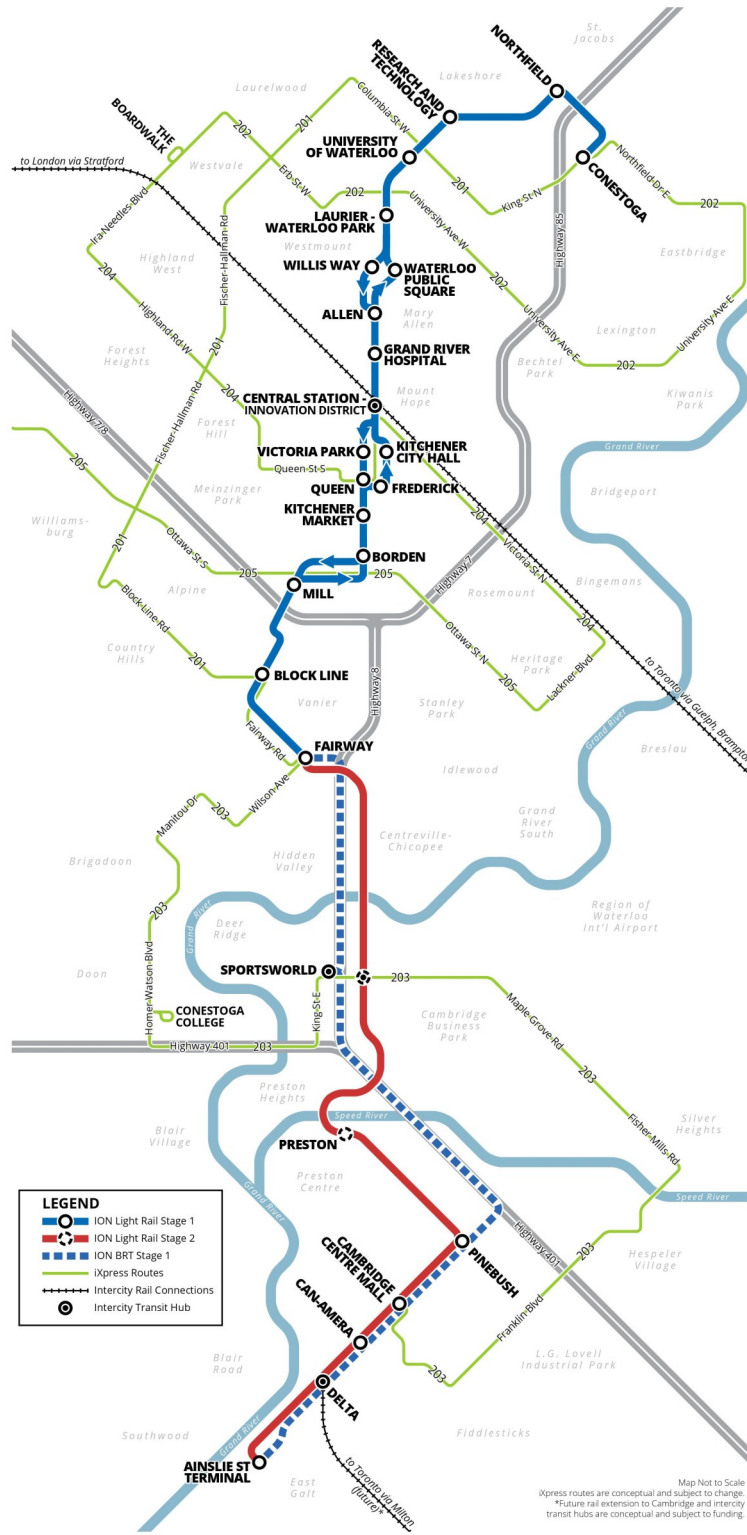 St.
Jacobs
NORTHFIELD
Lakeshore
RESEARCH AND
TECHNOLOGY
Laurelwood
Columbia St W
201
THE
BOARDWALK
202
UNIVERSITY
OF WATERLOO
to London via Stratford
Westvale
Erb St W
201
King St N
CONESTOGA
Northfield Dr E
202
202
University Ave W
LAURIER -
WATERLOO PARK
Ira Needles Blvd
Fischer-Hallman Rd
Westmount
Highway 85
Eastbridge
Highland
West
204
WILLIS WAY
WATERLOO
PUBLIC
SQUARE
202
Highland Rd W
ALLEN
Mary
Allen
University Ave E
Lexington
University Ave E
Forest
Heights
201
GRAND RIVER
HOSPITAL
Bechtel
Park
202
Kiwanis
Park
Highway 7/8
204
Fischer-Hallman Rd
CENTRAL STATION -
INNOVATION DISTRICT
Mount
Hope
Forest
Hill
Grand River
205
VICTORIA PARK
KITCHENER
CITY HALL
Queen St S
Meinzinger
Park
QUEEN
FREDERICK
Bridgeport
Williams-
burg
KITCHENER
MARKET
204
Ottawa St S
Victoria St N
201
BORDEN
Highway 7
205
205
Bingemans
Alpine
MILL
Rosemount
Block Line Rd
204
Country
Hills
Ottawa St N
Heritage
Park
201
BLOCK LINE
Highway 8
205
Lackner Blvd
to Toronto via Guelph, Brampton
Vanier
Stanley
Park
Fairway Rd
FAIRWAY
Grand River
Breslau
Wilson Ave
Idlewood
203
Manitou Dr
Grand
River
South
Centreville-
Chicopee
Brigadoon
Hidden
Valley
203
Grand River
Deer
Ridge
Region of
Waterloo
Int'l Airport
Doon
Homer Watson Blvd
SPORTSWORLD
203
King St E
Maple Grove Rd
CONESTOGA
COLLEGE
Cambridge
Business
Park
Highway 401
203
203
Preston
Heights
Speed River
Fisher-Mills Rd
Silver
Heights
Blair
Village
PRESTON
Preston
Centre
Grand River
Speed River
LEGEND
ION Light Rail Stage 1
ION Light Rail Stage 2
ION BRT Stage 1
iXpress Routes
Intercity Rail Connections
Intercity Transit Hub
Highway 401
203
Hespeler
Village
PINEBUSH
CAMBRIDGE
CENTRE MALL
CAN-AMERA
Franklin Blvd
L.G. Lovell
Industrial Park
Blair
Road
203
DELTA
Southwood
Grand River
Fiddlesticks
AINSLIE ST
TERMINAL
East
Galt
to Toronto via Milton
(future)*
Map Not to Scale
iXpress routes are conceptual and subject to change.
*Future rail extension to Cambridge and intercity
transit hubs are conceptual and subject to funding.